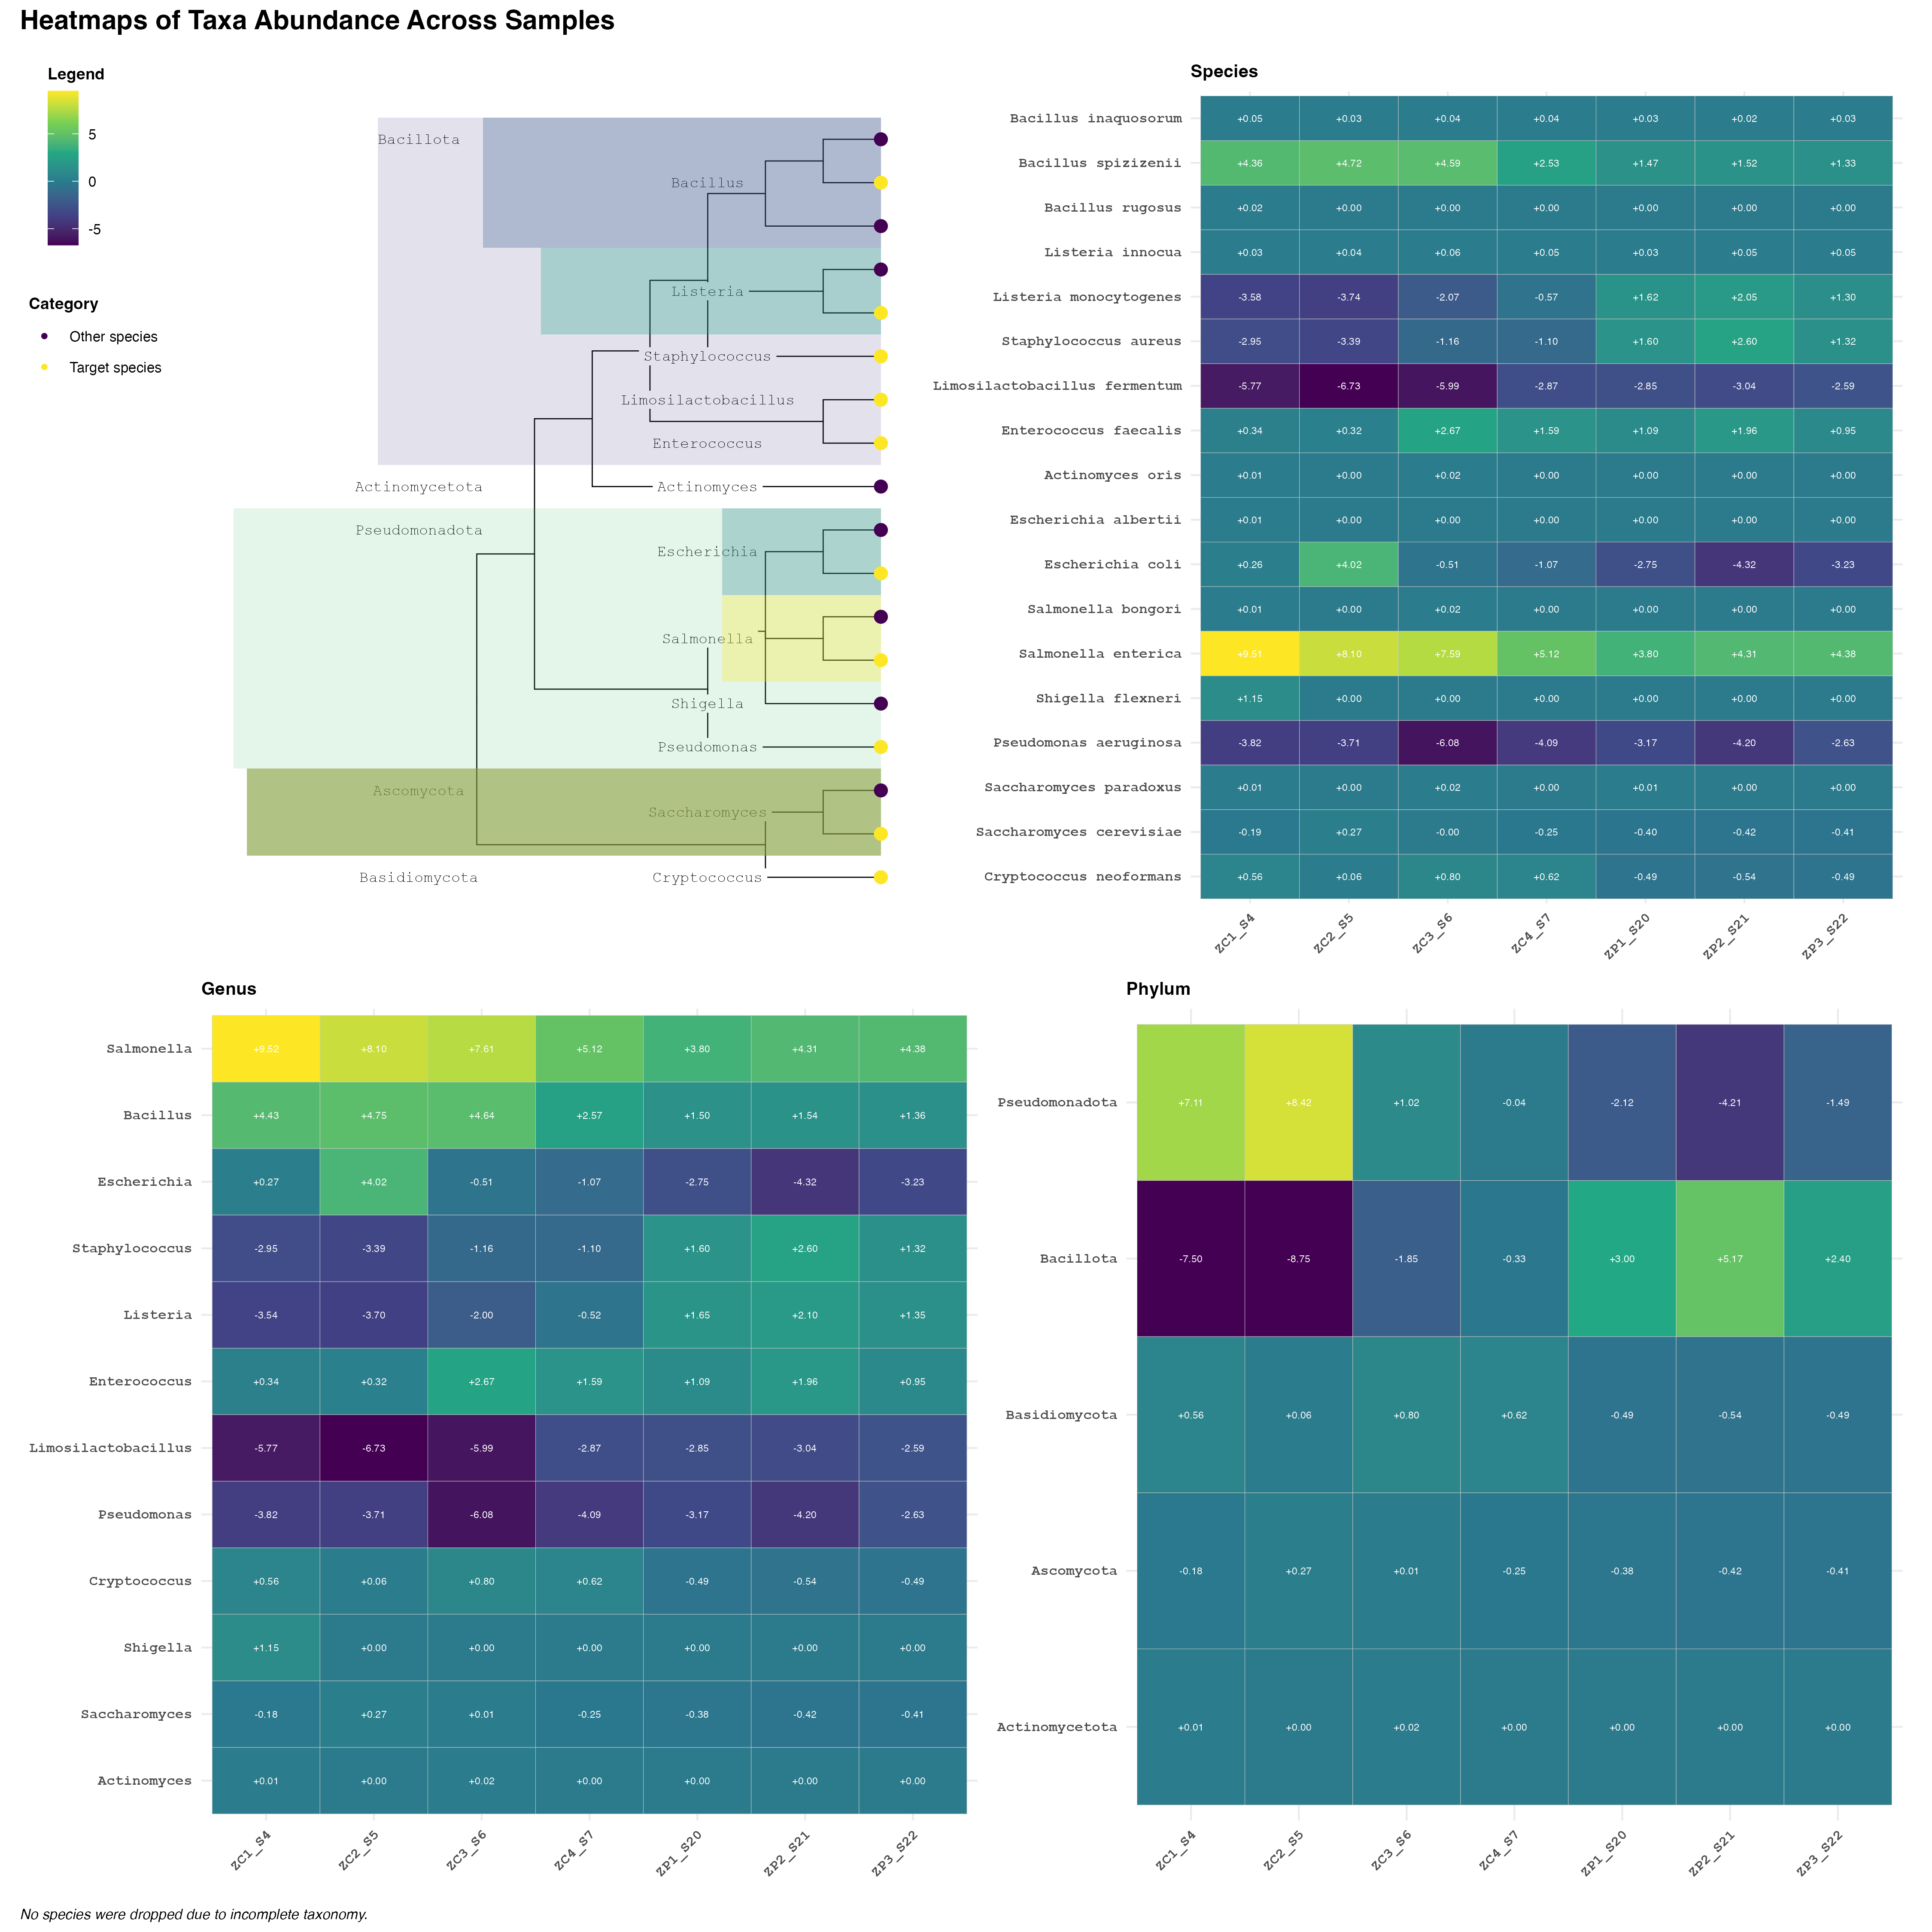 Heatmaps of Taxa Abundance Across Samples
Legend
5
0
-5
Category
Other species
Target species
Bacillota
Bacillus
Listeria
Staphylococcus
Limosilactobacillus
Enterococcus
Actinomycetota
Actinomyces
Pseudomonadota
Escherichia
Salmonella
Shigella
Pseudomonas
Ascomycota
Saccharomyces
Basidiomycota
Cryptococcus
Species
Bacillus inaquosorum +0.05 +0.03 +0.04 +0.04 +0.03 +0.02 +0.03
Bacillus spizizenii +4.36 +4.72 +4.59 +2.53 +1.47 +1.52 +1.33
Bacillus rugosus +0.02 +0.00 +0.00 +0.00 +0.00 +0.00 +0.00
Listeria innocua +0.03 +0.04 +0.06 +0.05 +0.03 +0.05 +0.05
Listeria monocytogenes -3.58 -3.74 -2.07 -0.57 +1.62 +2.05 +1.30
Staphylococcus aureus -2.95 -3.39 -1.16 -1.10 +1.60 +2.60 +1.32
Limosilactobacillus fermentum -5.77 -6.73 -5.99 -2.87 -2.85 -3.04 -2.59
Enterococcus faecalis +0.34 +0.32 +2.67 +1.59 +1.09 +1.96 +0.95
Actinomyces oris +0.01 +0.00 +0.02 +0.00 +0.00 +0.00 +0.00
Escherichia albertii +0.01 +0.00 +0.00 +0.00 +0.00 +0.00 +0.00
Escherichia coli +0.26 +4.02 -0.51 -1.07 -2.75 -4.32 -3.23
Salmonella bongori +0.01 +0.00 +0.02 +0.00 +0.00 +0.00 +0.00
Salmonella enterica +9.51 +8.10 +7.59 +5.12 +3.80 +4.31 +4.38
Shigella flexneri +1.15 +0.00 +0.00 +0.00 +0.00 +0.00 +0.00
Pseudomonas aeruginosa -3.82 -3.71 -6.08 -4.09 -3.17 -4.20 -2.63
Saccharomyces paradoxus +0.01 +0.00 +0.02 +0.00 +0.01 +0.00 +0.00
Saccharomyces cerevisiae -0.19 +0.27 -0.00 -0.25 -0.40 -0.42 -0.41
Cryptococcus neoformans +0.56 +0.06 +0.80 +0.62 -0.49 -0.54 -0.49
ZC1_S4 ZC2_S5 ZC3_S6 ZC4_S7 ZP1_S20 ZP2_S21 ZP3_S22
Genus
Salmonella +9.52 +8.10 +7.61 +5.12 +3.80 +4.31 +4.38
Bacillus +4.43 +4.75 +4.64 +2.57 +1.50 +1.54 +1.36
Escherichia +0.27 +4.02 -0.51 -1.07 -2.75 -4.32 -3.23
Staphylococcus -2.95 -3.39 -1.16 -1.10 +1.60 +2.60 +1.32
Listeria -3.54 -3.70 -2.00 -0.52 +1.65 +2.10 +1.35
Enterococcus +0.34 +0.32 +2.67 +1.59 +1.09 +1.96 +0.95
Limosilactobacillus -5.77 -6.73 -5.99 -2.87 -2.85 -3.04 -2.59
Pseudomonas -3.82 -3.71 -6.08 -4.09 -3.17 -4.20 -2.63
Cryptococcus +0.56 +0.06 +0.80 +0.62 -0.49 -0.54 -0.49
Shigella +1.15 +0.00 +0.00 +0.00 +0.00 +0.00 +0.00
Saccharomyces -0.18 +0.27 +0.01 -0.25 -0.38 -0.42 -0.41
Actinomyces +0.01 +0.00 +0.02 +0.00 +0.00 +0.00 +0.00
ZC1_S4 ZC2_S5 ZC3_S6 ZC4_S7 ZP1_S20 ZP2_S21 ZP3_S22
Phylum
Pseudomonadota +7.11 +8.42 +1.02 -0.04 -2.12 -4.21 -1.49
Bacillota -7.50 -8.75 -1.85 -0.33 +3.00 +5.17 +2.40
Basidiomycota +0.56 +0.06 +0.80 +0.62 -0.49 -0.54 -0.49
Ascomycota -0.18 +0.27 +0.01 -0.25 -0.38 -0.42 -0.41
Actinomycetota +0.01 +0.00 +0.02 +0.00 +0.00 +0.00 +0.00
ZC1_S4 ZC2_S5 ZC3_S6 ZC4_S7 ZP1_S20 ZP2_S21 ZP3_S22
No species were dropped due to incomplete taxonomy.